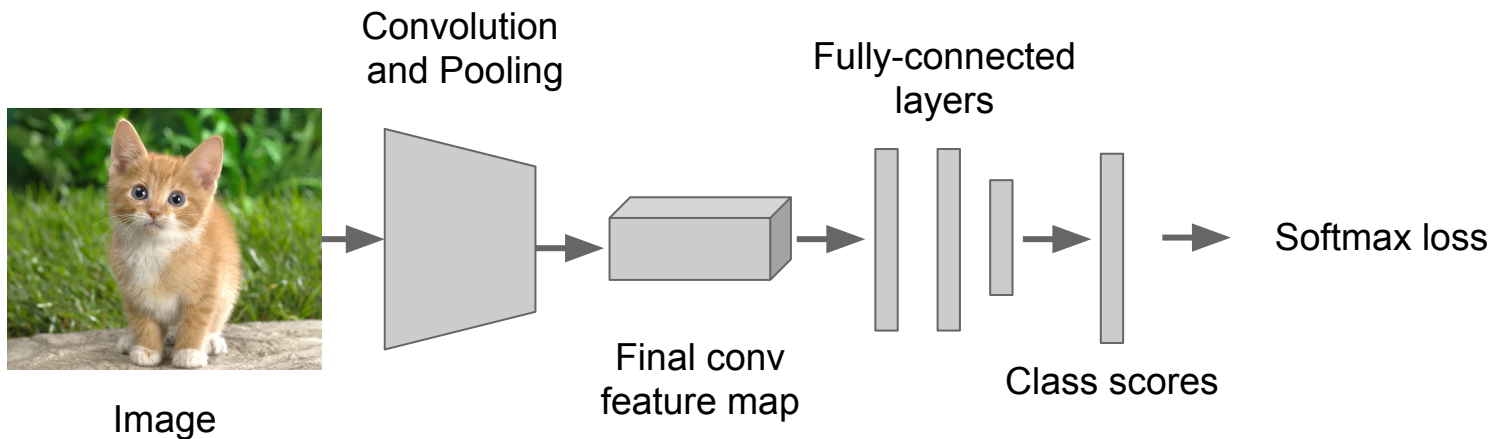 Convolution
and Pooling
Fully-connected
layers
Softmax loss
Final conv
feature map
Class scores
Image